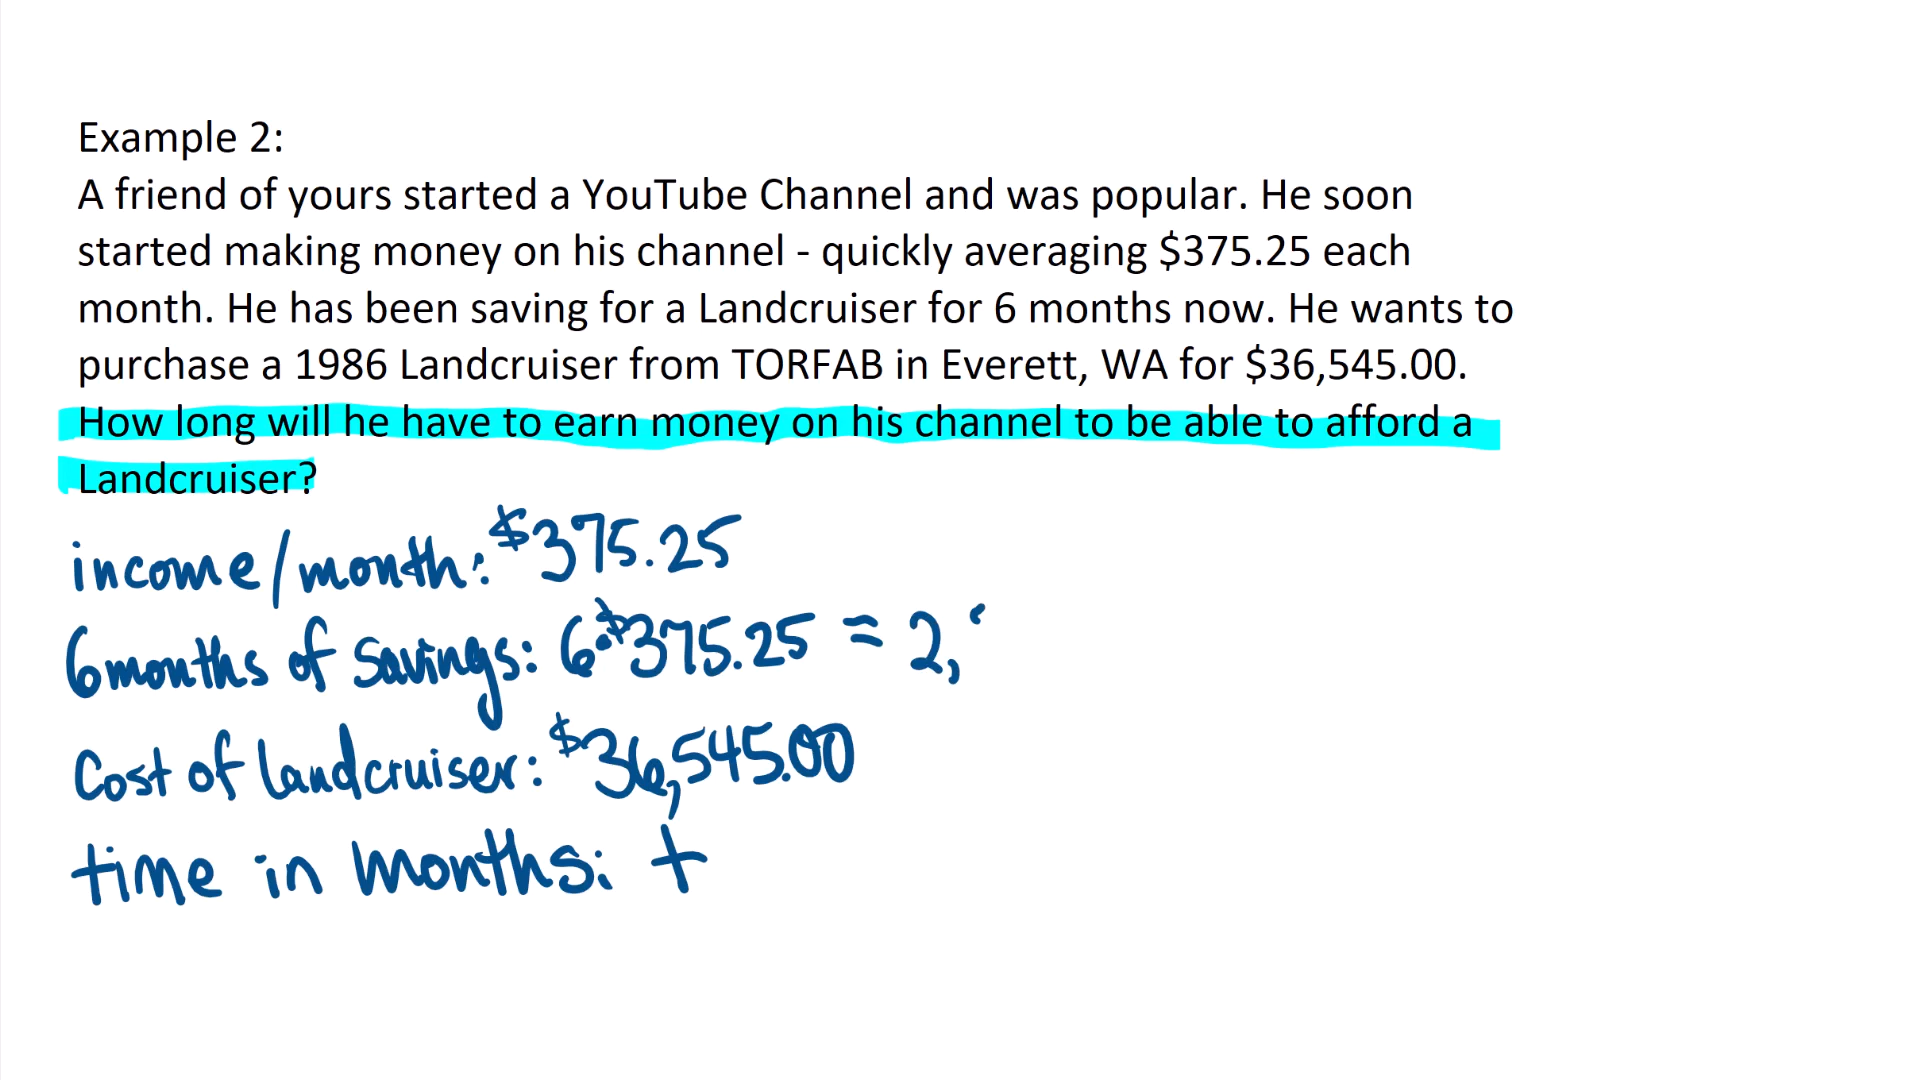 Example 2:
A friend of yours started a YouTube Channel and was popular. He soon
started making money on his channel - quickly averaging $375.25 each
month. He has been saving for a Landcruiser for 6 months now. He wants to
purchase a 1986 Landcruiser from TORFAB in Everett, WA for $36,545.00.
How long will he have to earn money on his channel to be able to afford a
Landcruiser?
income/month: $375.25
6 months of savings: 6·$375.25 = 2,
Cost of landcruiser: $36,545.00
time in months: t